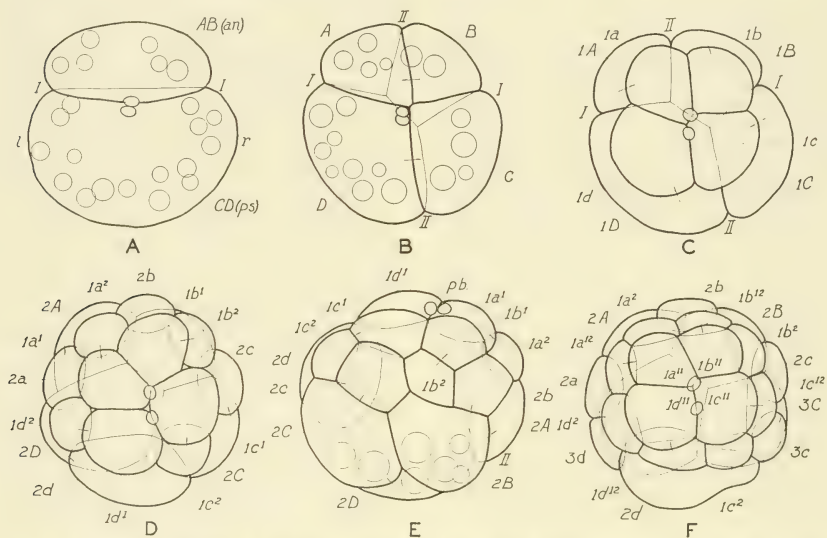 AB (an)
I I
l r
CD (ps)
A
II
A B
I I
D C
II
B
II
1a 1b
1A 1B
I I
1c
1d 1C
1D II
C
2b
1a² 1b¹
2A 1b²
1a¹ 2c
2a
1d²
2D 1c¹
2d 2C
1d¹ 1c²
D
1d¹ pb.
1c¹ 1a¹
1c² 1b¹
2d 1a²
2c 1b² 2b
2C 2A
II
2D 2B
E
2b
1a² 1b¹²
2A 2B
1a¹² 1b²
2a 1a¹¹ 1b¹¹ 2c
1d¹¹ 1c¹¹ 1c¹²
1d² 3C
3d 3c
1d¹²
2d 1c²
F